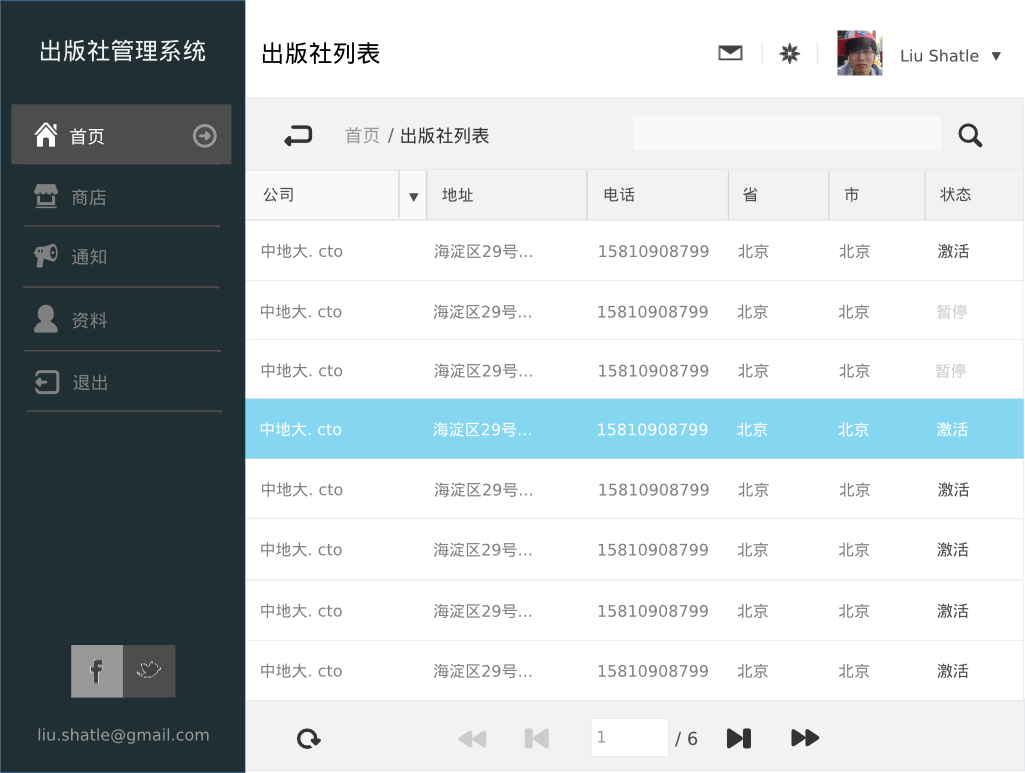 出版社管理系统
首页
商店
通知
资料
退出
liu.shatle@gmail.com
出版社列表
Liu Shatle ▼
首页 / 出版社列表
公司 ▼ 地址 电话 省 市 状态
中地大. cto 海淀区29号... 15810908799 北京 北京 激活
中地大. cto 海淀区29号... 15810908799 北京 北京 暂停
中地大. cto 海淀区29号... 15810908799 北京 北京 暂停
中地大. cto 海淀区29号... 15810908799 北京 北京 激活
中地大. cto 海淀区29号... 15810908799 北京 北京 激活
中地大. cto 海淀区29号... 15810908799 北京 北京 激活
中地大. cto 海淀区29号... 15810908799 北京 北京 激活
中地大. cto 海淀区29号... 15810908799 北京 北京 激活
1 / 6